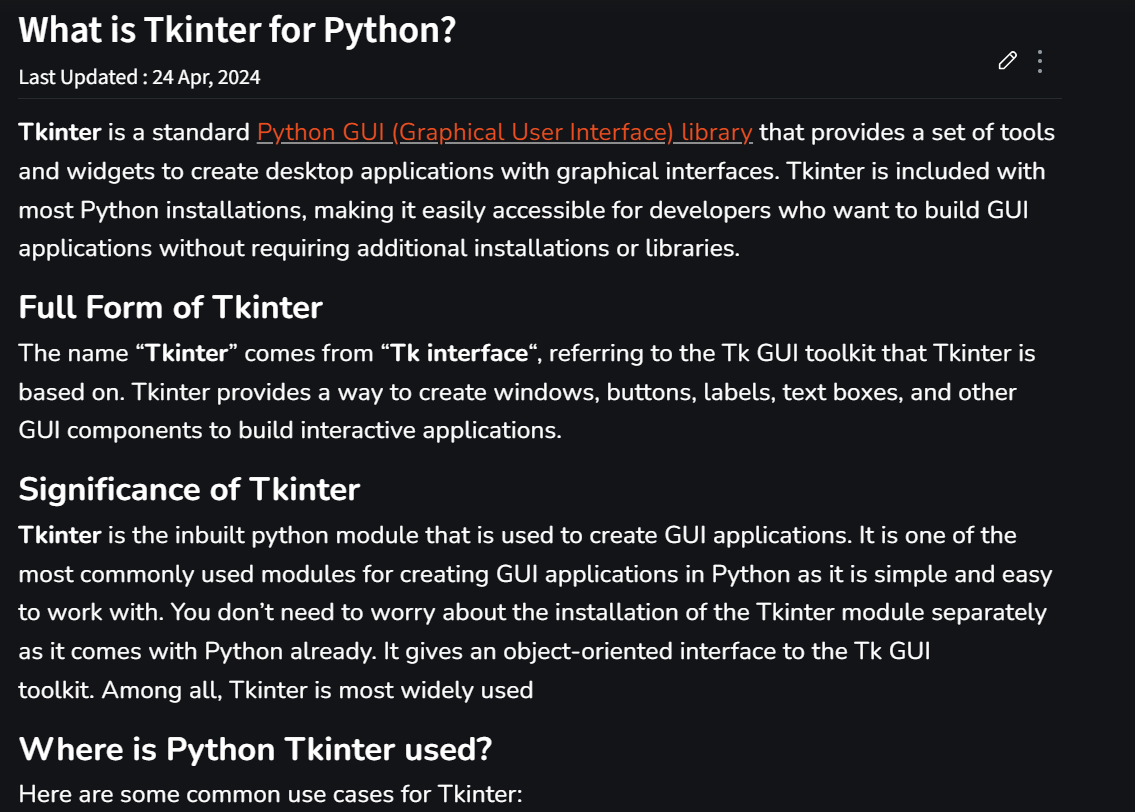 What is Tkinter for Python?
Last Updated : 24 Apr, 2024
Tkinter is a standard Python GUI (Graphical User Interface) library that provides a set of tools
and widgets to create desktop applications with graphical interfaces. Tkinter is included with
most Python installations, making it easily accessible for developers who want to build GUI
applications without requiring additional installations or libraries.
Full Form of Tkinter
The name “Tkinter” comes from “Tk interface“, referring to the Tk GUI toolkit that Tkinter is
based on. Tkinter provides a way to create windows, buttons, labels, text boxes, and other
GUI components to build interactive applications.
Significance of Tkinter
Tkinter is the inbuilt python module that is used to create GUI applications. It is one of the
most commonly used modules for creating GUI applications in Python as it is simple and easy
to work with. You don’t need to worry about the installation of the Tkinter module separately
as it comes with Python already. It gives an object-oriented interface to the Tk GUI
toolkit. Among all, Tkinter is most widely used
Where is Python Tkinter used?
Here are some common use cases for Tkinter: